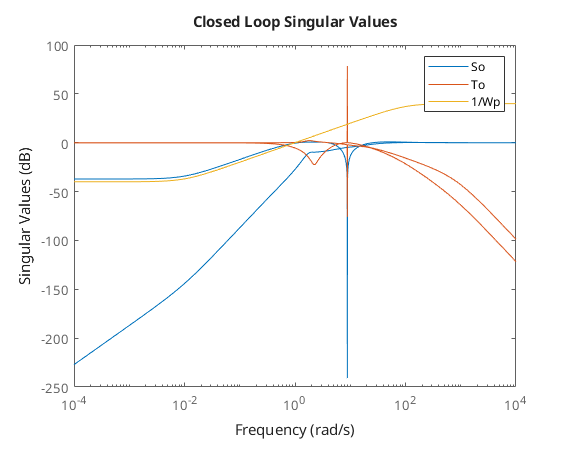 Closed Loop Singular Values
So
To
1/Wp
Singular Values (dB)
100
50
0
-50
-100
-150
-200
-250
10^-4
10^-2
10^0
10^2
10^4
Frequency (rad/s)